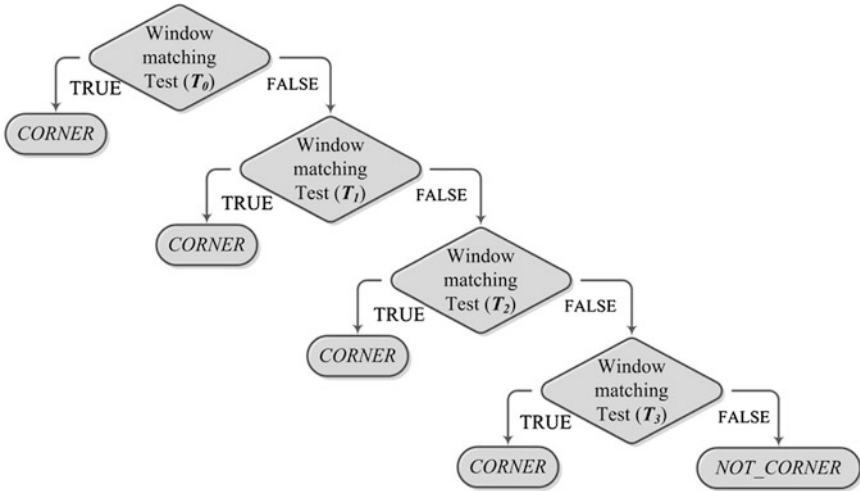 Window
matching
Test (T0)
TRUE
FALSE
CORNER
Window
matching
Test (T1)
TRUE
FALSE
CORNER
Window
matching
Test (T2)
TRUE
FALSE
CORNER
Window
matching
Test (T3)
TRUE
FALSE
CORNER
NOT_CORNER